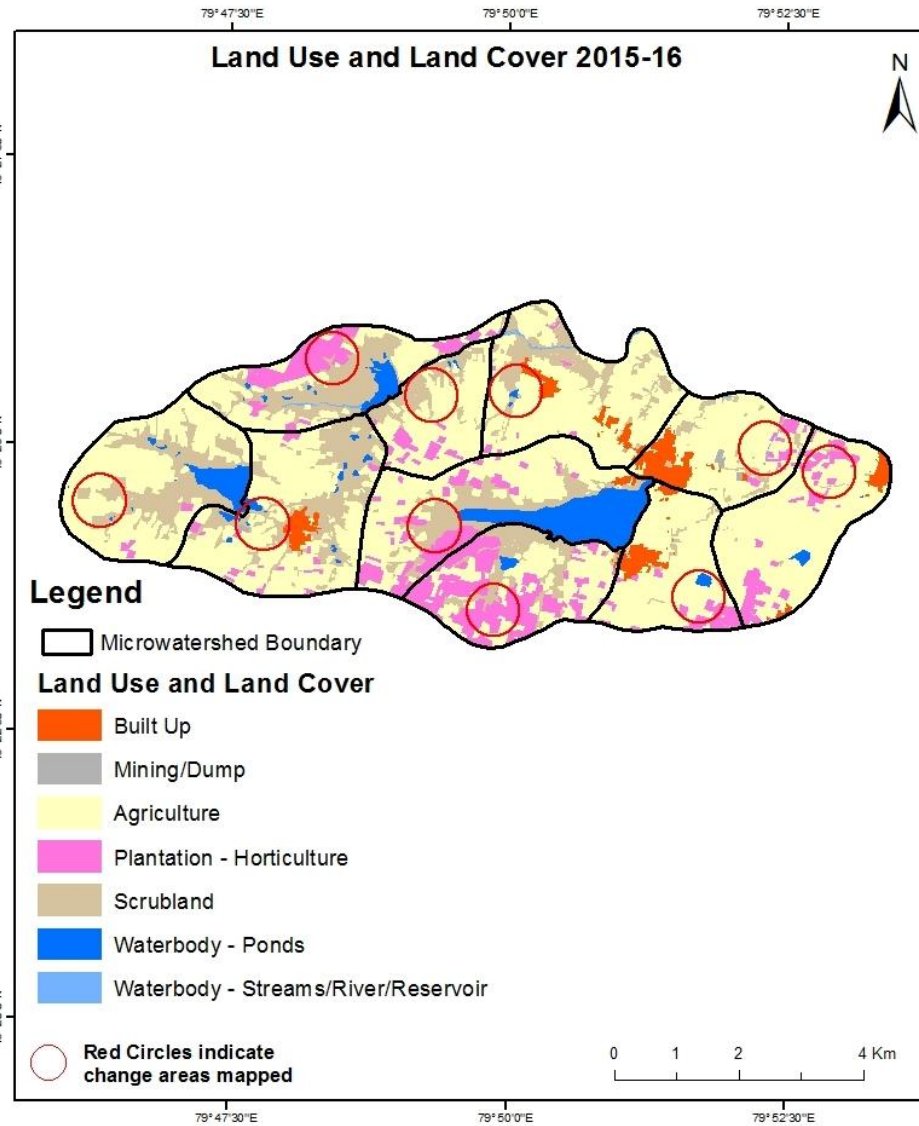 79°47'30"E 79°50'0"E 79°52'30"E
Land Use and Land Cover 2015-16
N
Legend
Microwatershed Boundary
Land Use and Land Cover
Built Up
Mining/Dump
Agriculture
Plantation - Horticulture
Scrubland
Waterbody - Ponds
Waterbody - Streams/River/Reservoir
Red Circles indicate
change areas mapped
0 1 2 4 Km
79°47'30"E 79°50'0"E 79°52'30"E